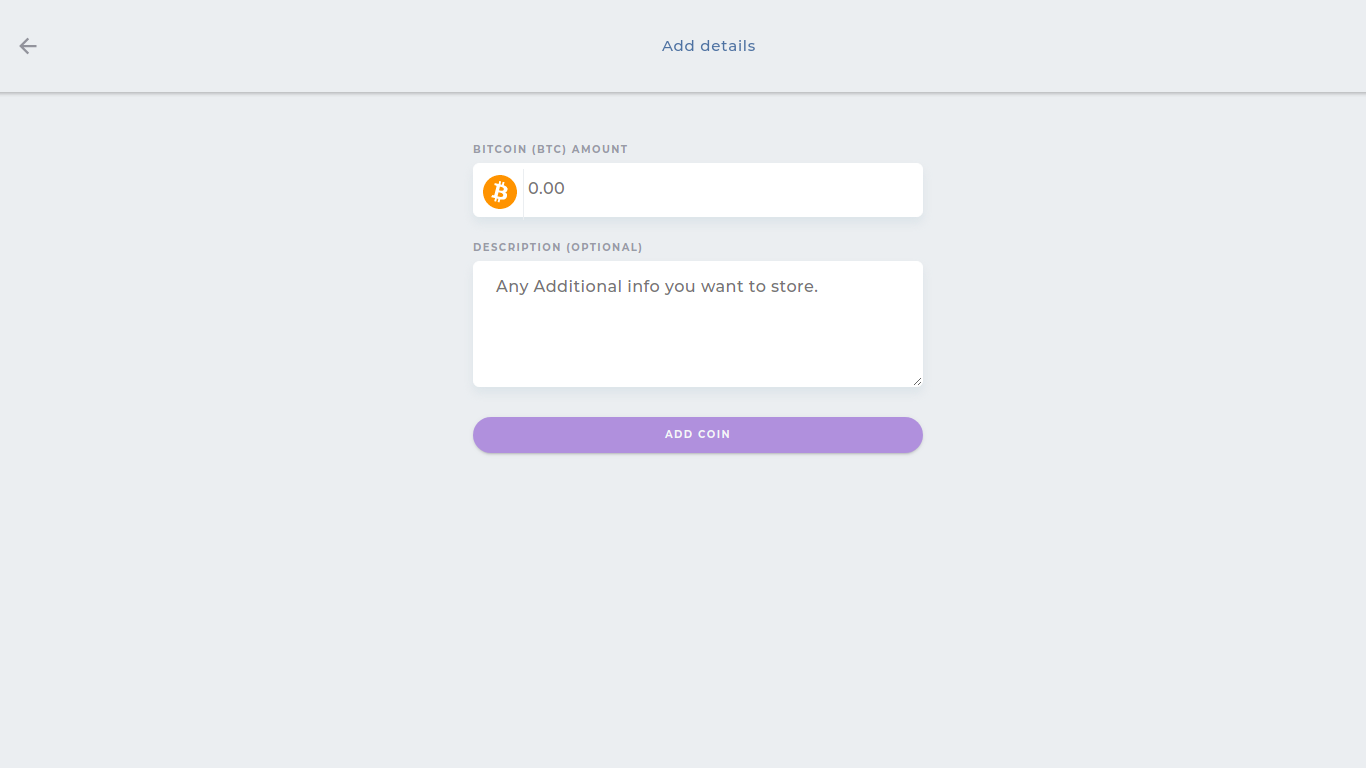 Add details
BITCOIN (BTC) AMOUNT
0.00
DESCRIPTION (OPTIONAL)
Any Additional info you want to store.
ADD COIN